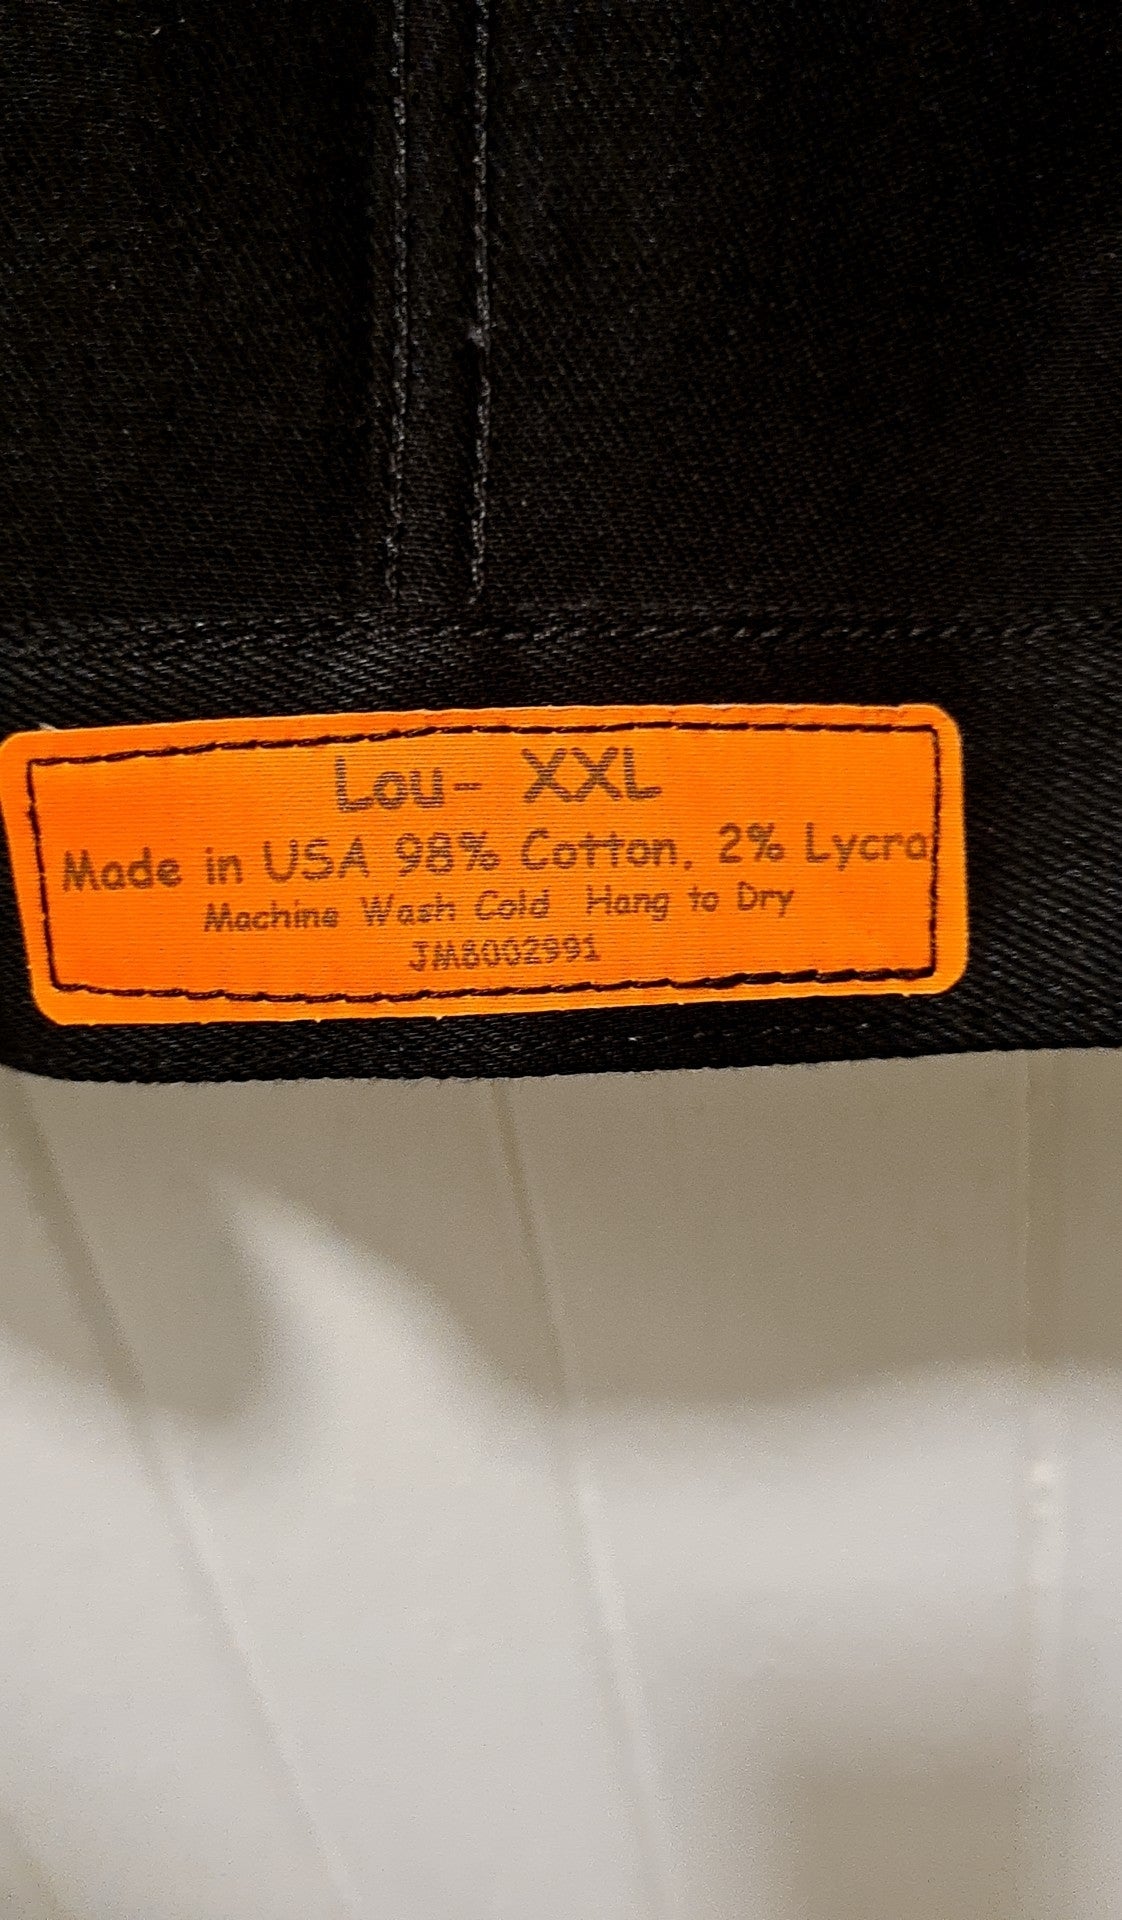 Lou- XXL
Made in USA 98% Cotton, 2% Lycra
Machine Wash Cold Hang to Dry
JM8002991